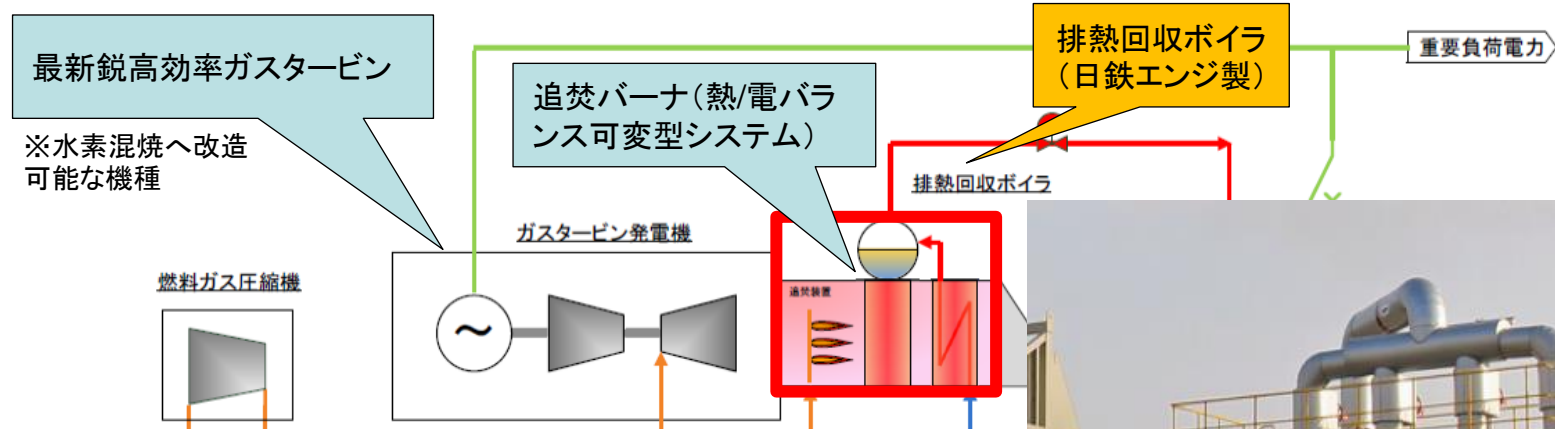 最新鋭高効率ガスタービン
※水素混焼へ改造
可能な機種
追焚バーナ(熱/電バラ
ンス可変型システム)
排熱回収ボイラ
(日鉄エンジ製)
重要負荷電力
排熱回収ボイラ
ガスタービン発電機
燃料ガス圧縮機
追焚装置
~